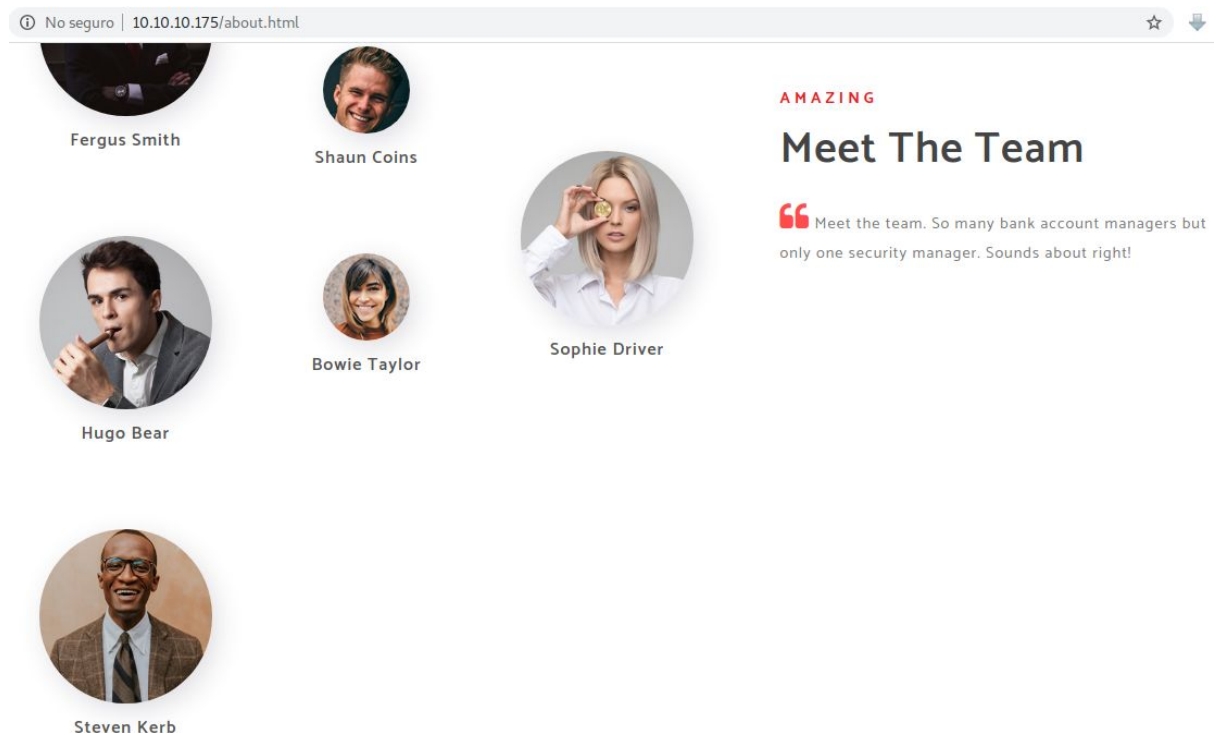 No seguro | 10.10.10.175/about.html
Fergus Smith
Shaun Coins
Hugo Bear
Bowie Taylor
Sophie Driver
Steven Kerb
AMAZING
Meet The Team
Meet the team. So many bank account managers but
only one security manager. Sounds about right!